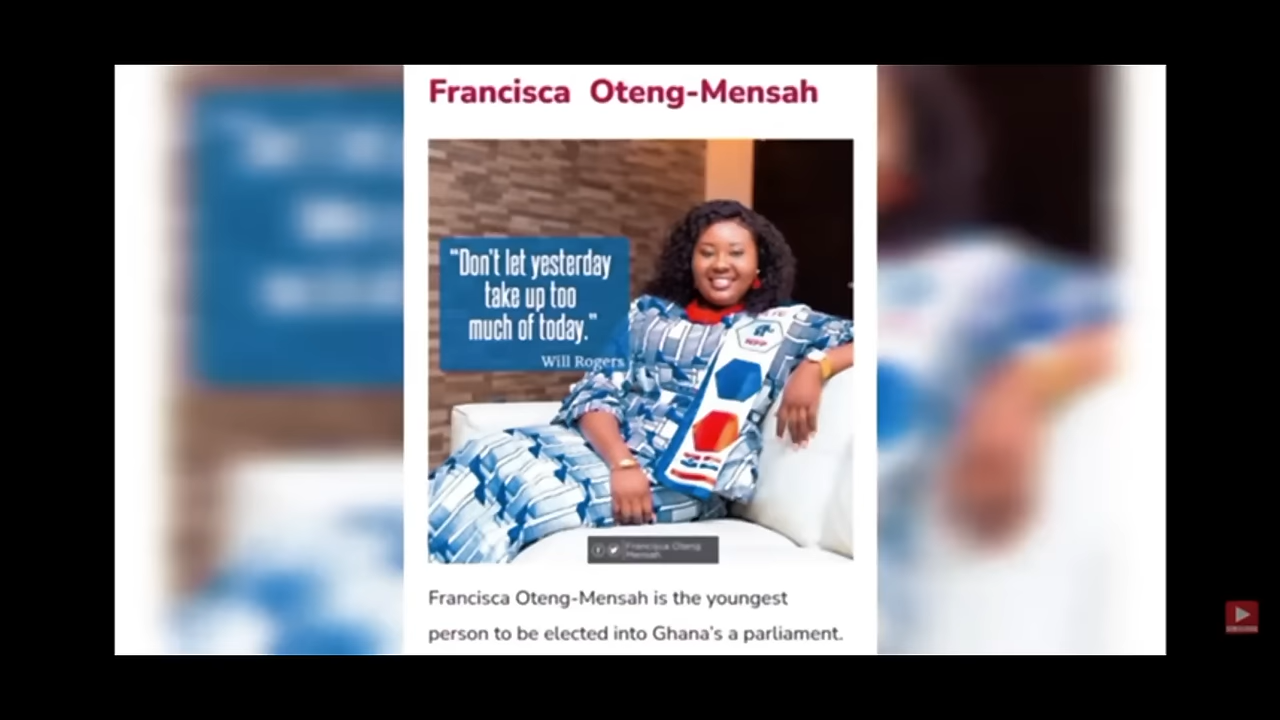 Francisca Oteng-Mensah
"Don't let yesterday
take up too
much of today."
Will Rogers
NPP
Francisca Oteng
Mensah
Francisca Oteng-Mensah is the youngest
person to be elected into Ghana's a parliament.